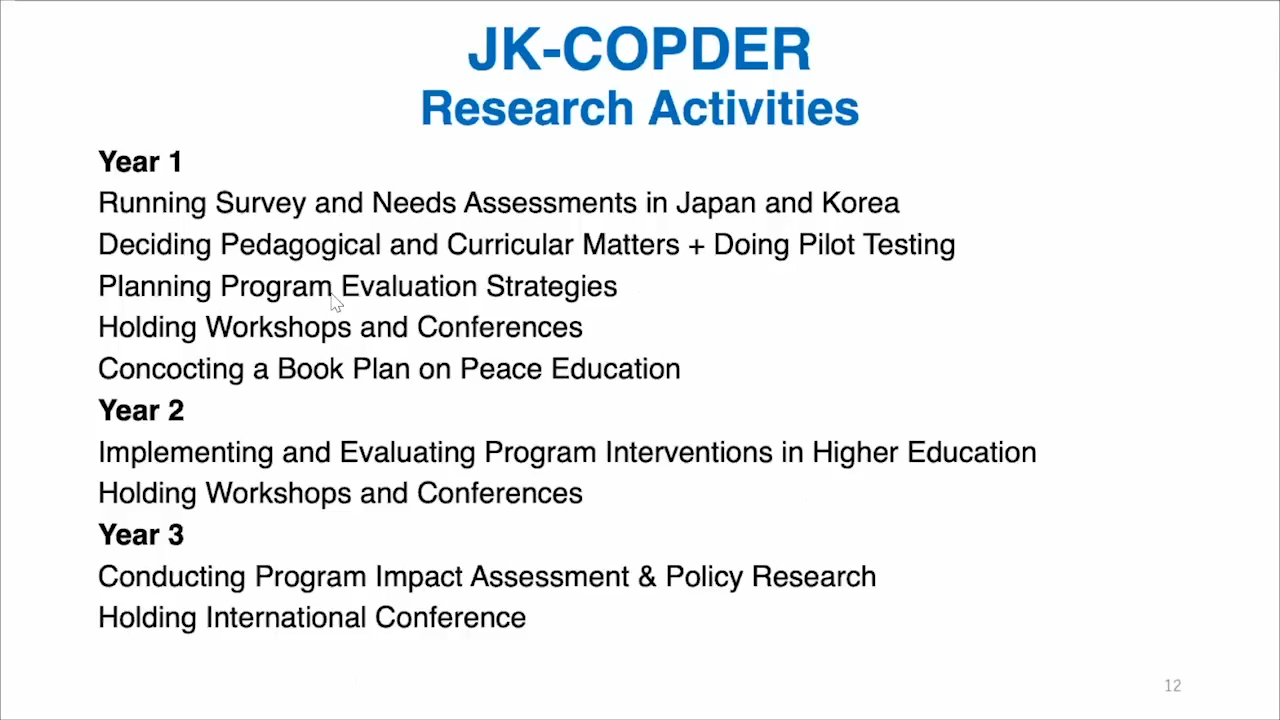 JK-COPDER
Research Activities
Year 1
Running Survey and Needs Assessments in Japan and Korea
Deciding Pedagogical and Curricular Matters + Doing Pilot Testing
Planning Program Evaluation Strategies
Holding Workshops and Conferences
Concocting a Book Plan on Peace Education
Year 2
Implementing and Evaluating Program Interventions in Higher Education
Holding Workshops and Conferences
Year 3
Conducting Program Impact Assessment & Policy Research
Holding International Conference
12